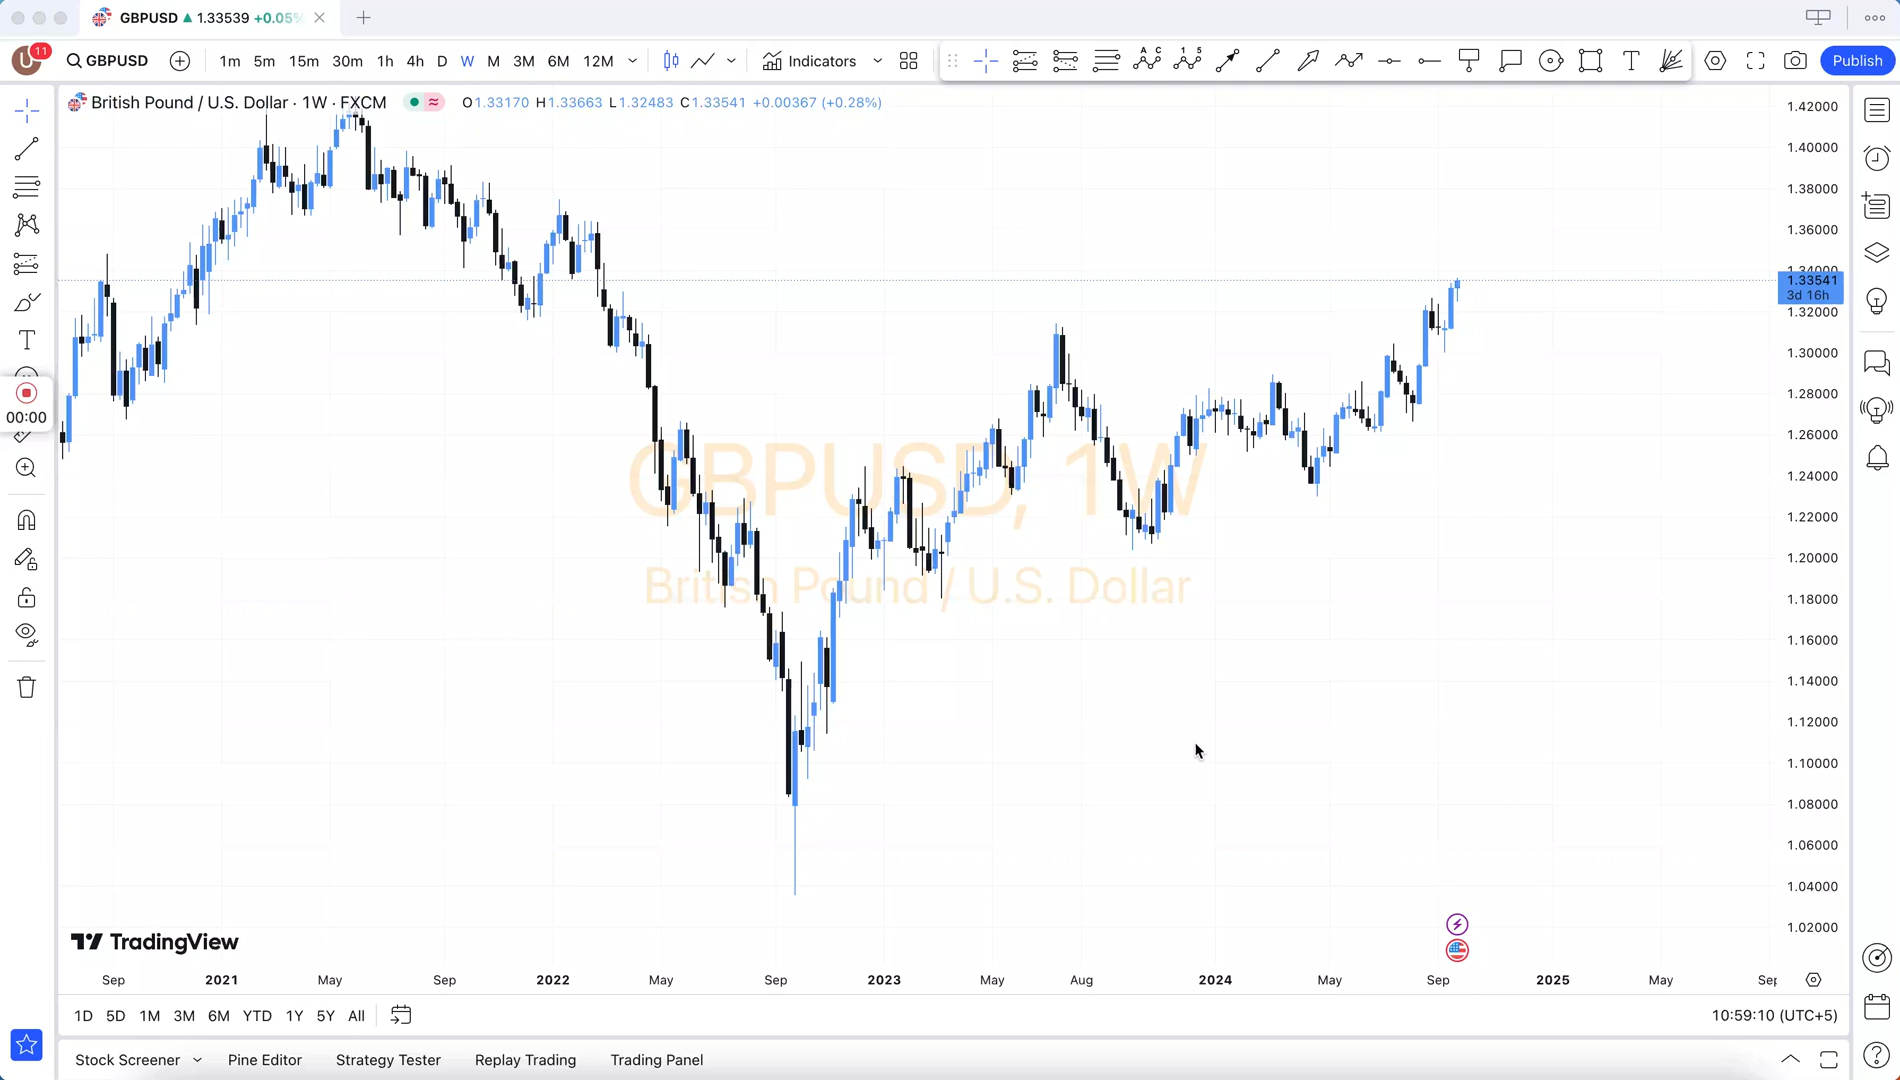 GBPUSD ▲ 1.33539 +0.05%
U 11 GBPUSD 1m 5m 15m 30m 1h 4h D W M 3M 6M 12M Indicators A C 1 5 T Publish
British Pound / U.S. Dollar · 1W · FXCM O1.33170 H1.33663 L1.32483 C1.33541 +0.00367 (+0.28%)
1.42000
1.40000
1.38000
1.36000
1.34000
1.33541
3d 16h
1.32000
1.30000
1.28000
1.26000
1.24000
1.22000
1.20000
1.18000
1.16000
1.14000
1.12000
1.10000
1.08000
1.06000
1.04000
1.02000
00:00
GBPUSD, 1W
British Pound / U.S. Dollar
TradingView
Sep 2021 May Sep 2022 May Sep 2023 May Aug 2024 May Sep 2025 May Sep
1D 5D 1M 3M 6M YTD 1Y 5Y All 10:59:10 (UTC+5)
Stock Screener Pine Editor Strategy Tester Replay Trading Trading Panel